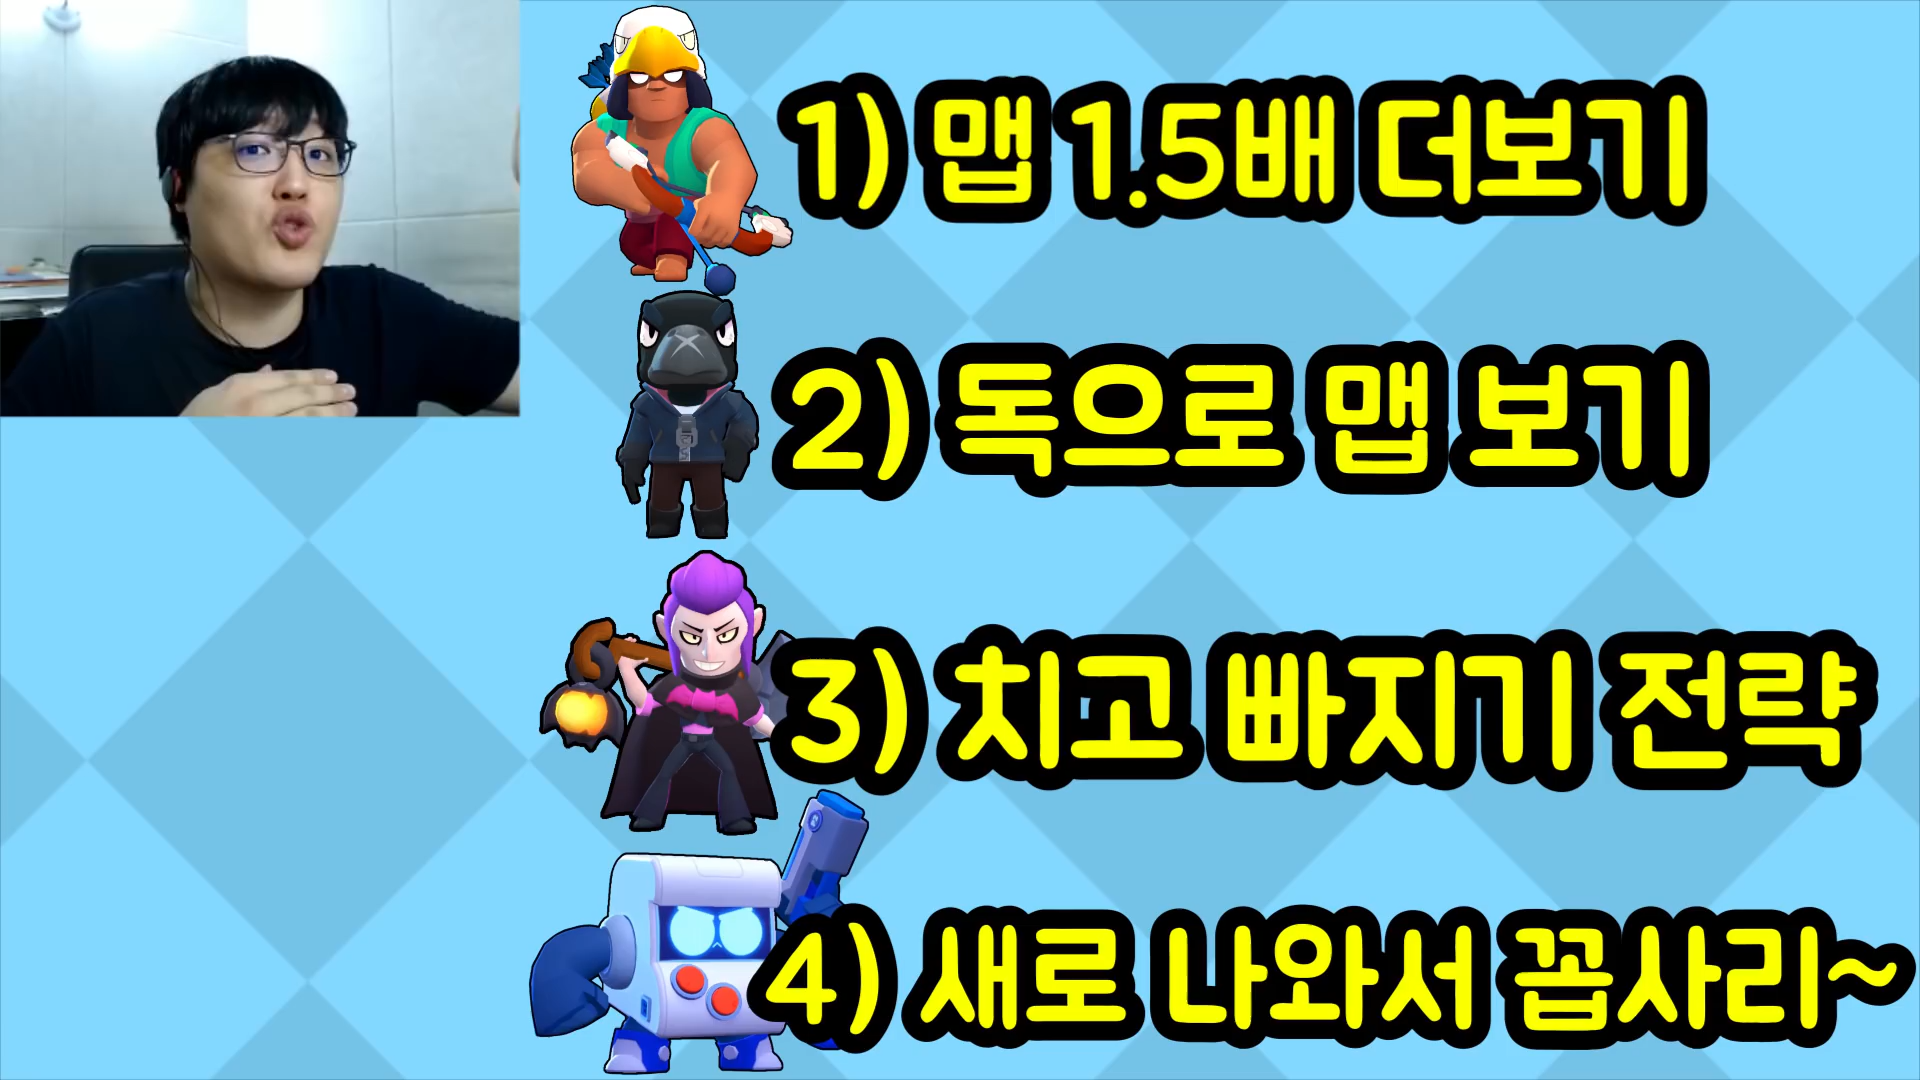 1) 맵 1.5배 더보기
2) 독으로 맵 보기
3) 치고 빠지기 전략
4) 새로 나와서 꼽사리~